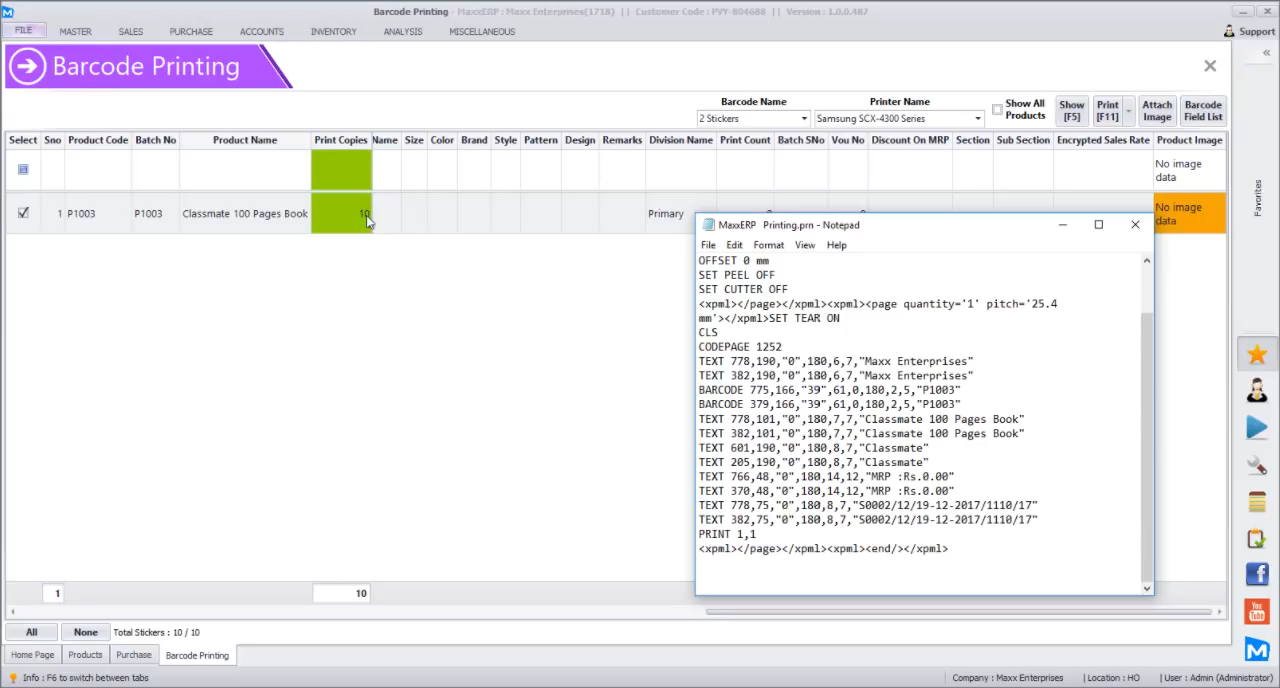 Barcode Printing - MaxxERP : Maxx Enterprises(1718) || Customer Code : PVY-804688 || Version : 1.0.0.487
FILE MASTER SALES PURCHASE ACCOUNTS INVENTORY ANALYSIS MISCELLANEOUS Support
Barcode Printing
Barcode Name Printer Name
2 Stickers Samsung SCX-4300 Series
Show All Products
Show [F5]
Print [F11]
Attach Image
Barcode Field List
Select Sno Product Code Batch No Product Name Print Copies Name Size Color Brand Style Pattern Design Remarks Division Name Print Count Batch SNo Vou No Discount On MRP Section Sub Section Encrypted Sales Rate Product Image
No image data
1 P1003 P1003 Classmate 100 Pages Book 10 Primary
No image data
Favorites
MaxxERP Printing.prn - Notepad
File Edit Format View Help
OFFSET 0 mm
SET PEEL OFF
SET CUTTER OFF
<xpml></page></xpml><xpml><page quantity='1' pitch='25.4
mm'></xpml>SET TEAR ON
CLS
CODEPAGE 1252
TEXT 778,190,"0",180,6,7,"Maxx Enterprises"
TEXT 382,190,"0",180,6,7,"Maxx Enterprises"
BARCODE 775,166,"39",61,0,180,2,5,"P1003"
BARCODE 379,166,"39",61,0,180,2,5,"P1003"
TEXT 778,101,"0",180,7,7,"Classmate 100 Pages Book"
TEXT 382,101,"0",180,7,7,"Classmate 100 Pages Book"
TEXT 601,190,"0",180,8,7,"Classmate"
TEXT 205,190,"0",180,8,7,"Classmate"
TEXT 766,48,"0",180,14,12,"MRP :Rs.0.00"
TEXT 370,48,"0",180,14,12,"MRP :Rs.0.00"
TEXT 778,75,"0",180,8,7,"S0002/12/19-12-2017/1110/17"
TEXT 382,75,"0",180,8,7,"S0002/12/19-12-2017/1110/17"
PRINT 1,1
<xpml></page></xpml><xpml><end/></xpml>
1 10
All None Total Stickers : 10 / 10
Home Page Products Purchase Barcode Printing
You Tube
Info : F6 to switch between tabs Company : Maxx Enterprises | Location : HO | User : Admin (Administrator)